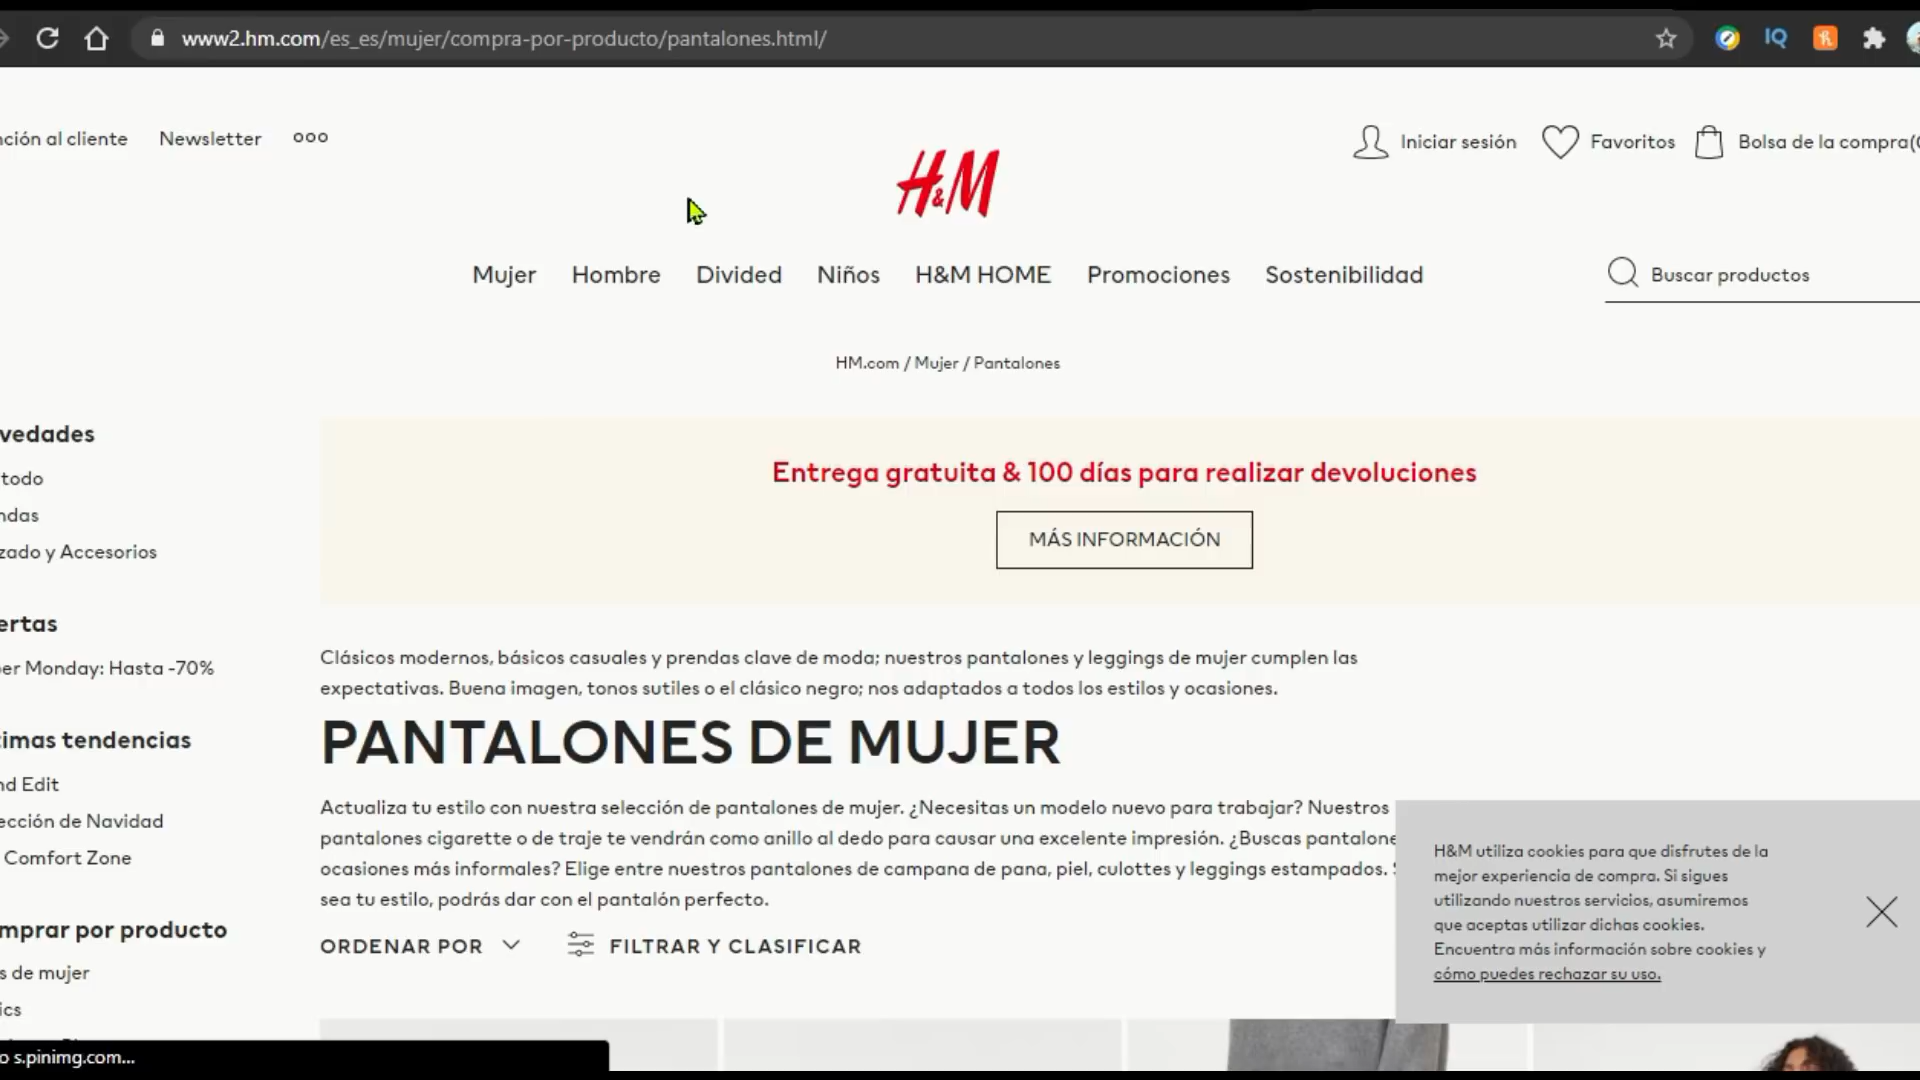 www2.hm.com/es_es/mujer/compra-por-producto/pantalones.html/
IQ
nción al cliente Newsletter
Iniciar sesión Favoritos Bolsa de la compra(
H&M
Mujer Hombre Divided Niños H&M HOME Promociones Sostenibilidad
Buscar productos
HM.com / Mujer / Pantalones
vedades
todo
ndas
zado y Accesorios
ertas
er Monday: Hasta -70%
timas tendencias
nd Edit
ección de Navidad
Comfort Zone
mprar por producto
s de mujer
ics
Entrega gratuita & 100 días para realizar devoluciones
MÁS INFORMACIÓN
Clásicos modernos, básicos casuales y prendas clave de moda; nuestros pantalones y leggings de mujer cumplen las
expectativas. Buena imagen, tonos sutiles o el clásico negro; nos adaptados a todos los estilos y ocasiones.
PANTALONES DE MUJER
Actualiza tu estilo con nuestra selección de pantalones de mujer. ¿Necesitas un modelo nuevo para trabajar? Nuestros
pantalones cigarette o de traje te vendrán como anillo al dedo para causar una excelente impresión. ¿Buscas pantalone
ocasiones más informales? Elige entre nuestros pantalones de campana de pana, piel, culottes y leggings estampados.
sea tu estilo, podrás dar con el pantalón perfecto.
ORDENAR POR FILTRAR Y CLASIFICAR
H&M utiliza cookies para que disfrutes de la
mejor experiencia de compra. Si sigues
utilizando nuestros servicios, asumiremos
que aceptas utilizar dichas cookies.
Encuentra más información sobre cookies y
cómo puedes rechazar su uso.
o s.pinimg.com...